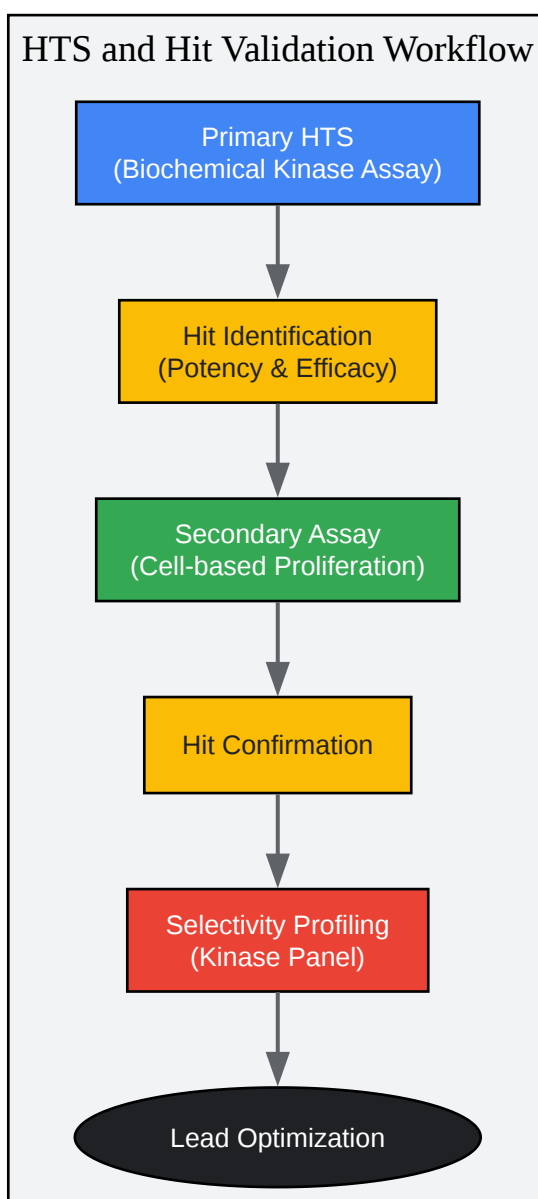 HTS and Hit Validation Workflow
Primary HTS
(Biochemical Kinase Assay)
Hit Identification
(Potency & Efficacy)
Secondary Assay
(Cell-based Proliferation)
Hit Confirmation
Selectivity Profiling
(Kinase Panel)
Lead Optimization